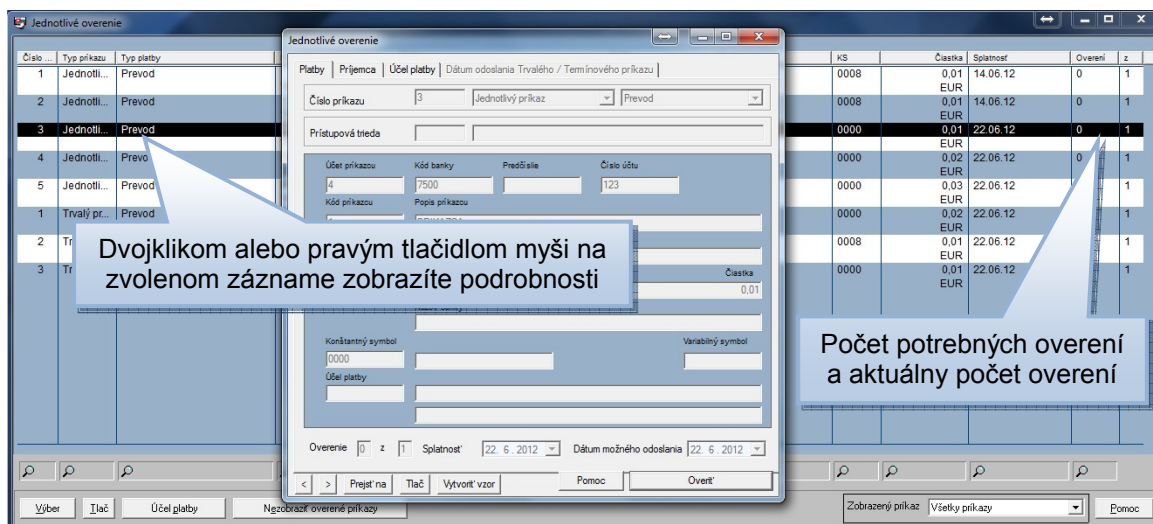 Jednotlivé overenie
Číslo ... Typ príkazu Typ platby KS Čiastka Splatnosť Overení z
1 Jednotli... Prevod 0008 0,01 14.06.12 0 1
EUR
2 Jednotli... Prevod 0008 0,01 14.06.12 0 1
EUR
3 Jednotli... Prevod 0000 0,01 22.06.12 0 1
EUR
4 Jednotli... Prevo 0000 0,02 22.06.12 0 1
EUR
5 Jednotli... Prevod 0000 0,03 22.06.12 1
EUR
1 Trvalý pr... Prevod 0000 0,02 22.06.12 1
EUR
2 Tr 0008 0,01 22.06.12 1
EUR
3 Tr 0000 0,01 22.06.12 1
EUR
Jednotlivé overenie
Platby Príjemca Účel platby Dátum odoslania Trvalého / Termínového príkazu
Číslo príkazu 3 Jednotlivý príkaz Prevod
Prístupová trieda
Účet príkazcu Kód banky Predčíslie Číslo účtu
4 7500 123
Kód príkazcu Popis príkazcu
Čiastka
0,01
Konštantný symbol Variabilný symbol
0000
Účel platby
Overenie 0 z 1 Splatnosť 22. 6. 2012 Dátum možného odoslania 22. 6. 2012
< > Prejsť na Tlač Vytvoriť vzor Pomoc Overiť
Dvojklikom alebo pravým tlačidlom myši na
zvolenom zázname zobrazíte podrobnosti
Počet potrebných overení
a aktuálny počet overení
Výber Tlač Účel platby Nezobraziť overené príkazy Zobrazený príkaz Všetky príkazy Pomoc